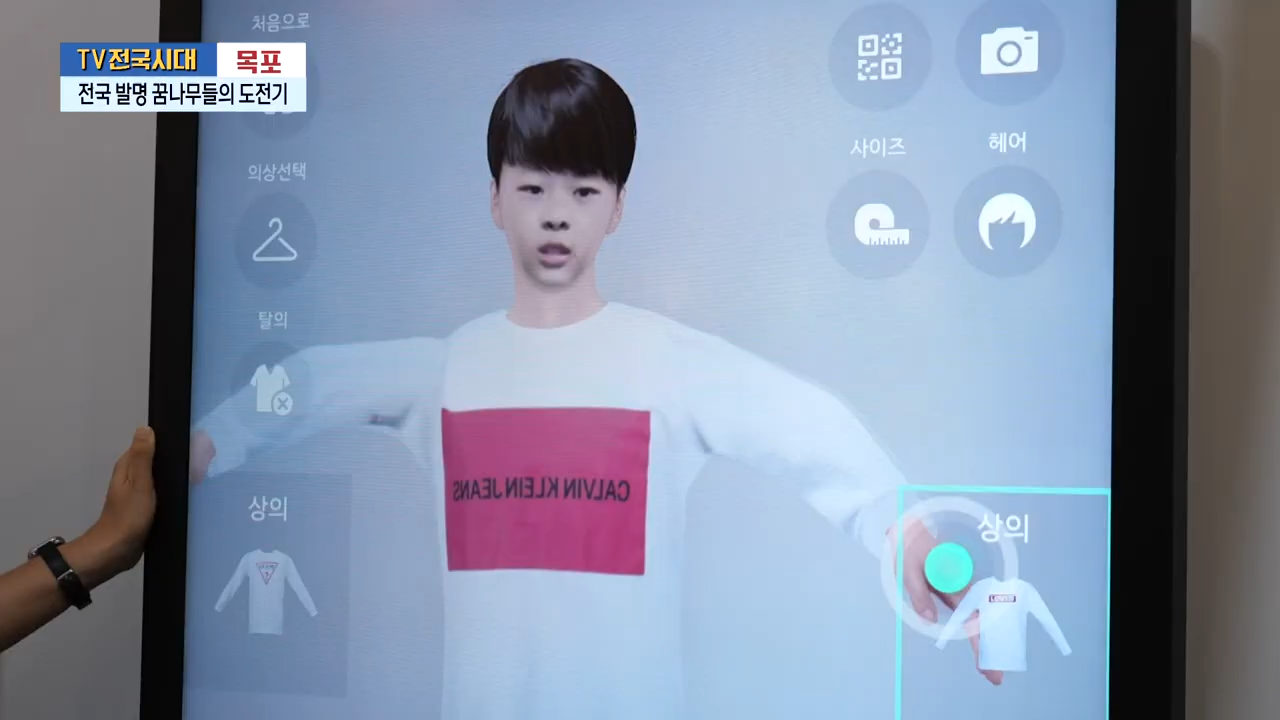 TV전국시대 목포
전국 발명 꿈나무들의 도전기
처음으로
의상선택
탈의
사이즈
헤어
CALVIN KLEIN JEANS
상의
상의